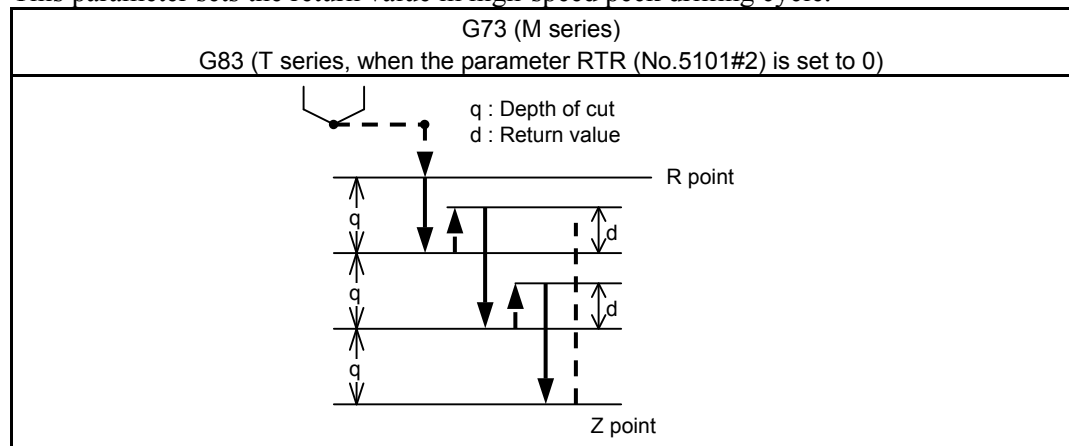 This parameter sets the return value in high-speed peck drilling cycle.
G73 (M series)
G83 (T series, when the parameter RTR (No.5101#2) is set to 0)
q : Depth of cut
d : Return value
R point
q
d
q
d
q
Z point